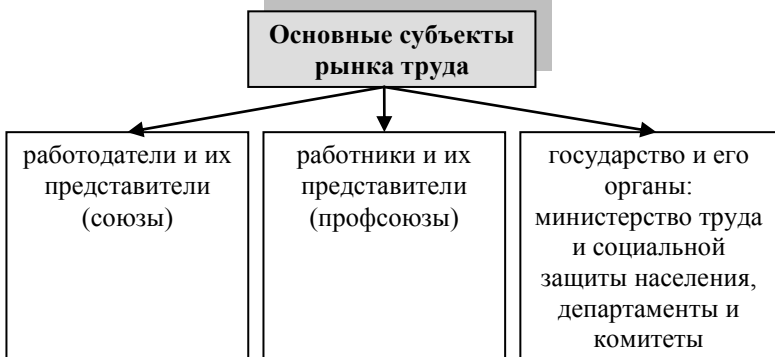 Основные субъекты
рынка труда
работодатели и их
представители
(союзы)
работники и их
представители
(профсоюзы)
государство и его
органы:
министерство труда
и социальной
защиты населения,
департаменты и
комитеты